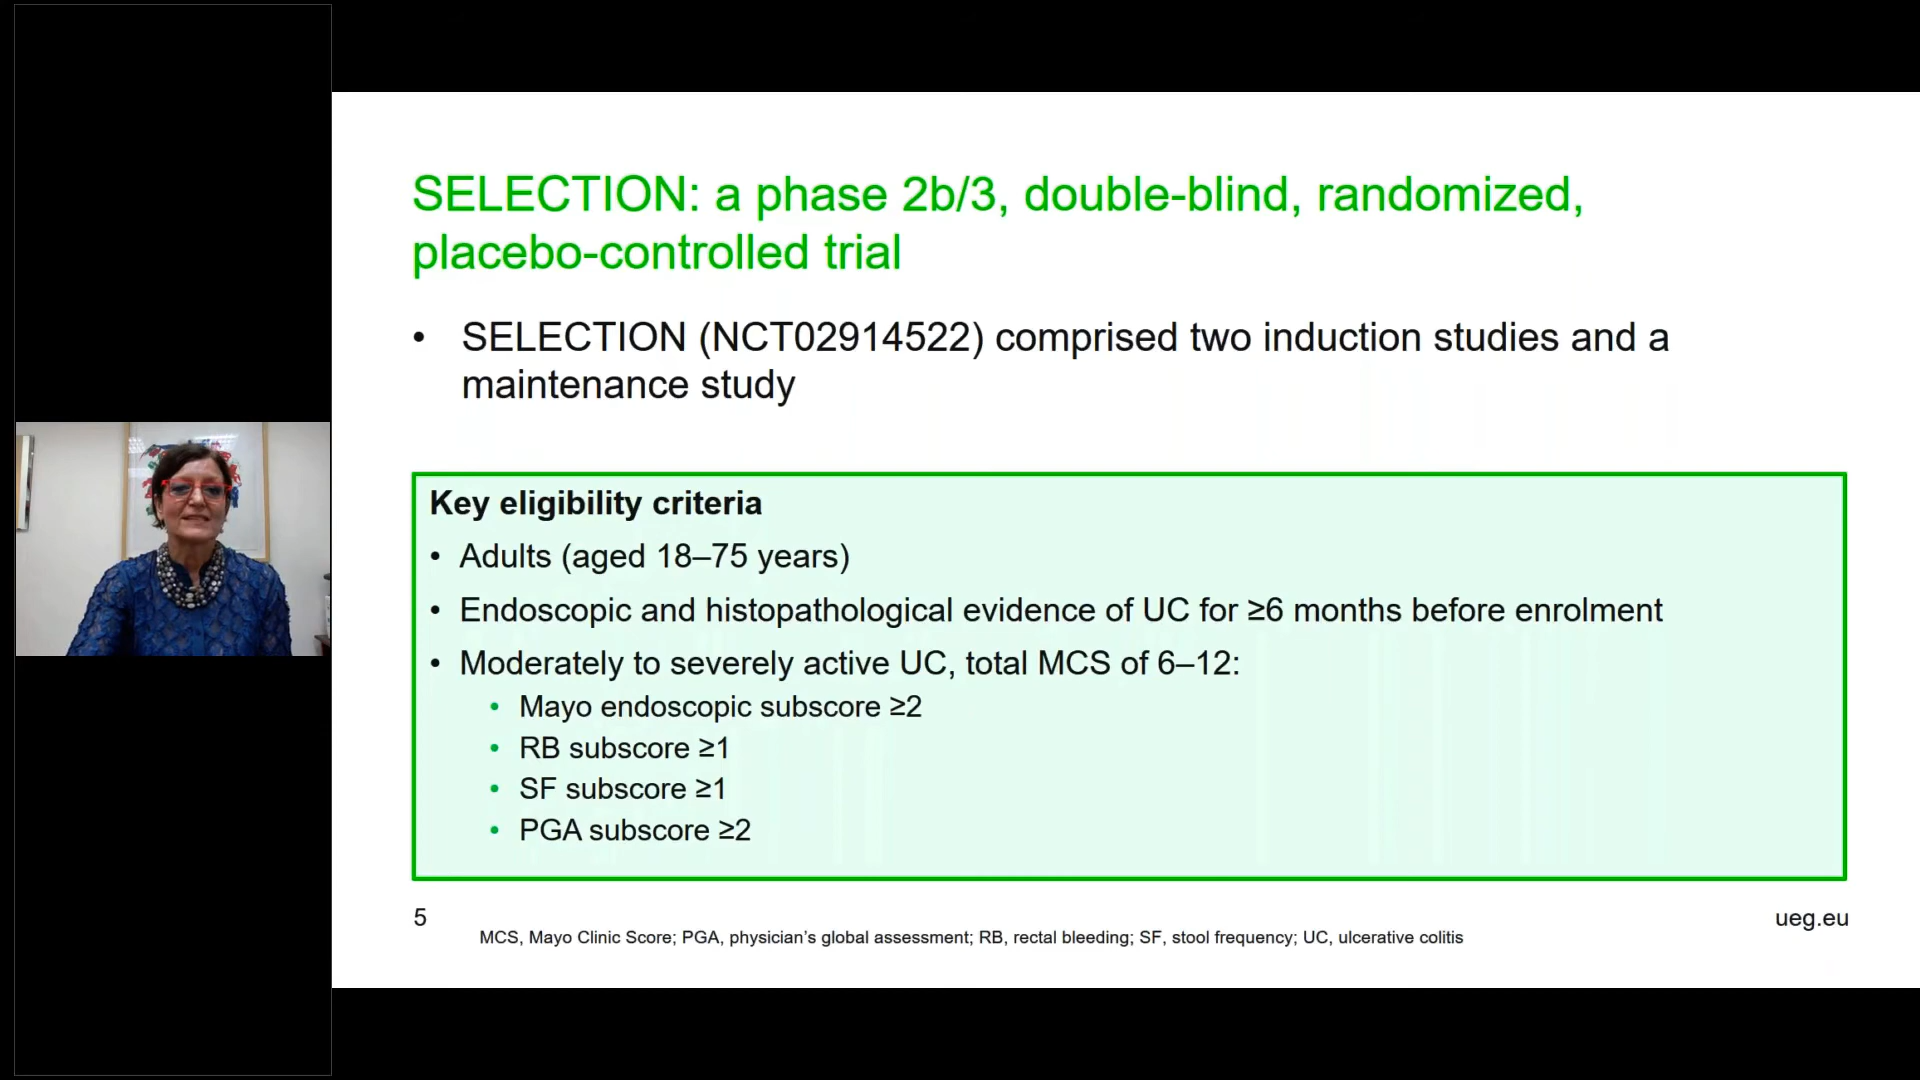 SELECTION: a phase 2b/3, double-blind, randomized,
placebo-controlled trial
• SELECTION (NCT02914522) comprised two induction studies and a
maintenance study
Key eligibility criteria
• Adults (aged 18–75 years)
• Endoscopic and histopathological evidence of UC for ≥6 months before enrolment
• Moderately to severely active UC, total MCS of 6–12:
• Mayo endoscopic subscore ≥2
• RB subscore ≥1
• SF subscore ≥1
• PGA subscore ≥2
5
ueg.eu
MCS, Mayo Clinic Score; PGA, physician’s global assessment; RB, rectal bleeding; SF, stool frequency; UC, ulcerative colitis